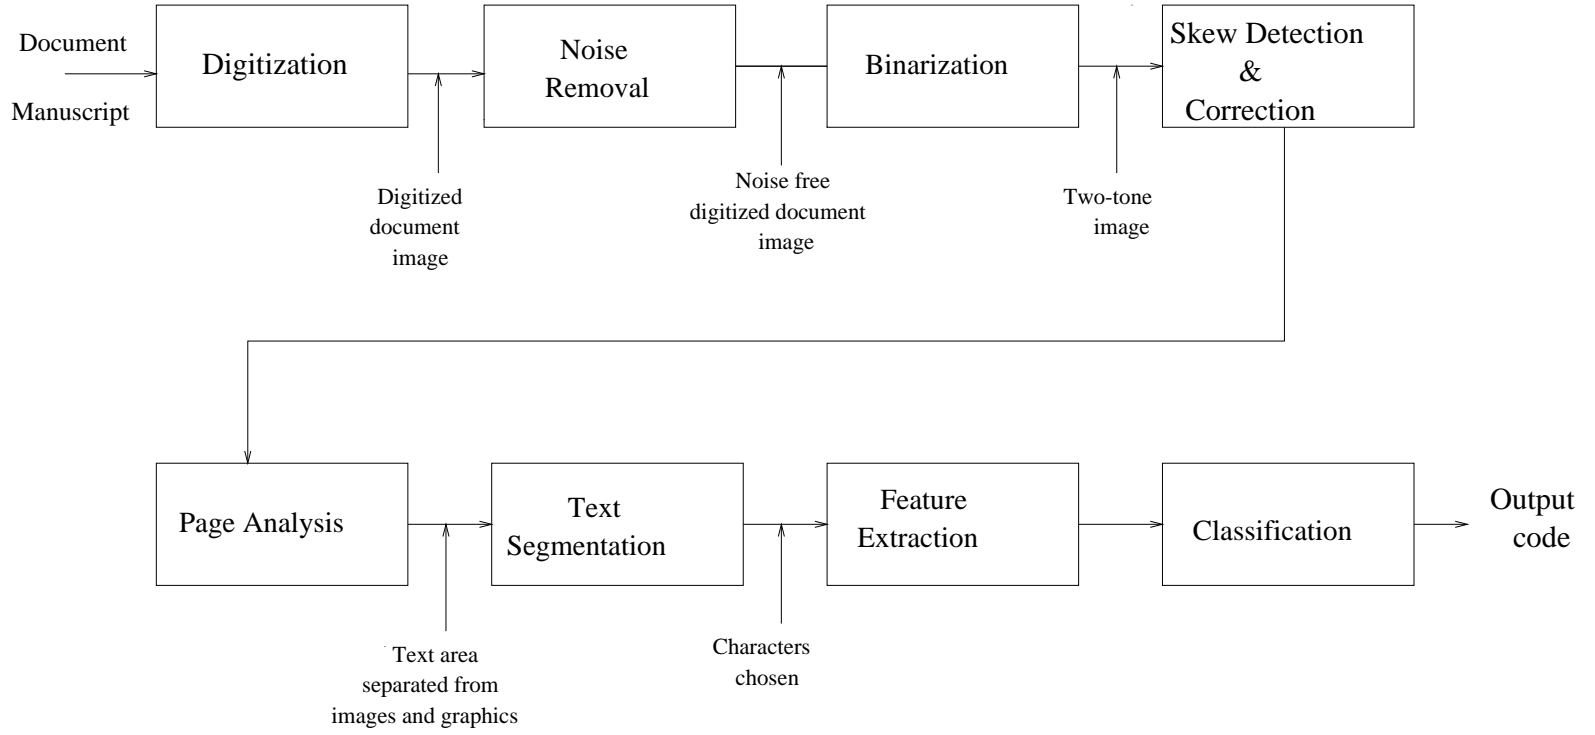 Document
Manuscript
Digitization
Noise
Removal
Binarization
Skew Detection
&
Correction
Digitized
document
image
Noise free
digitized document
image
Two-tone
image
Page Analysis
Text
Segmentation
Feature
Extraction
Classification
Output
code
Text area
separated from
images and graphics
Characters
chosen